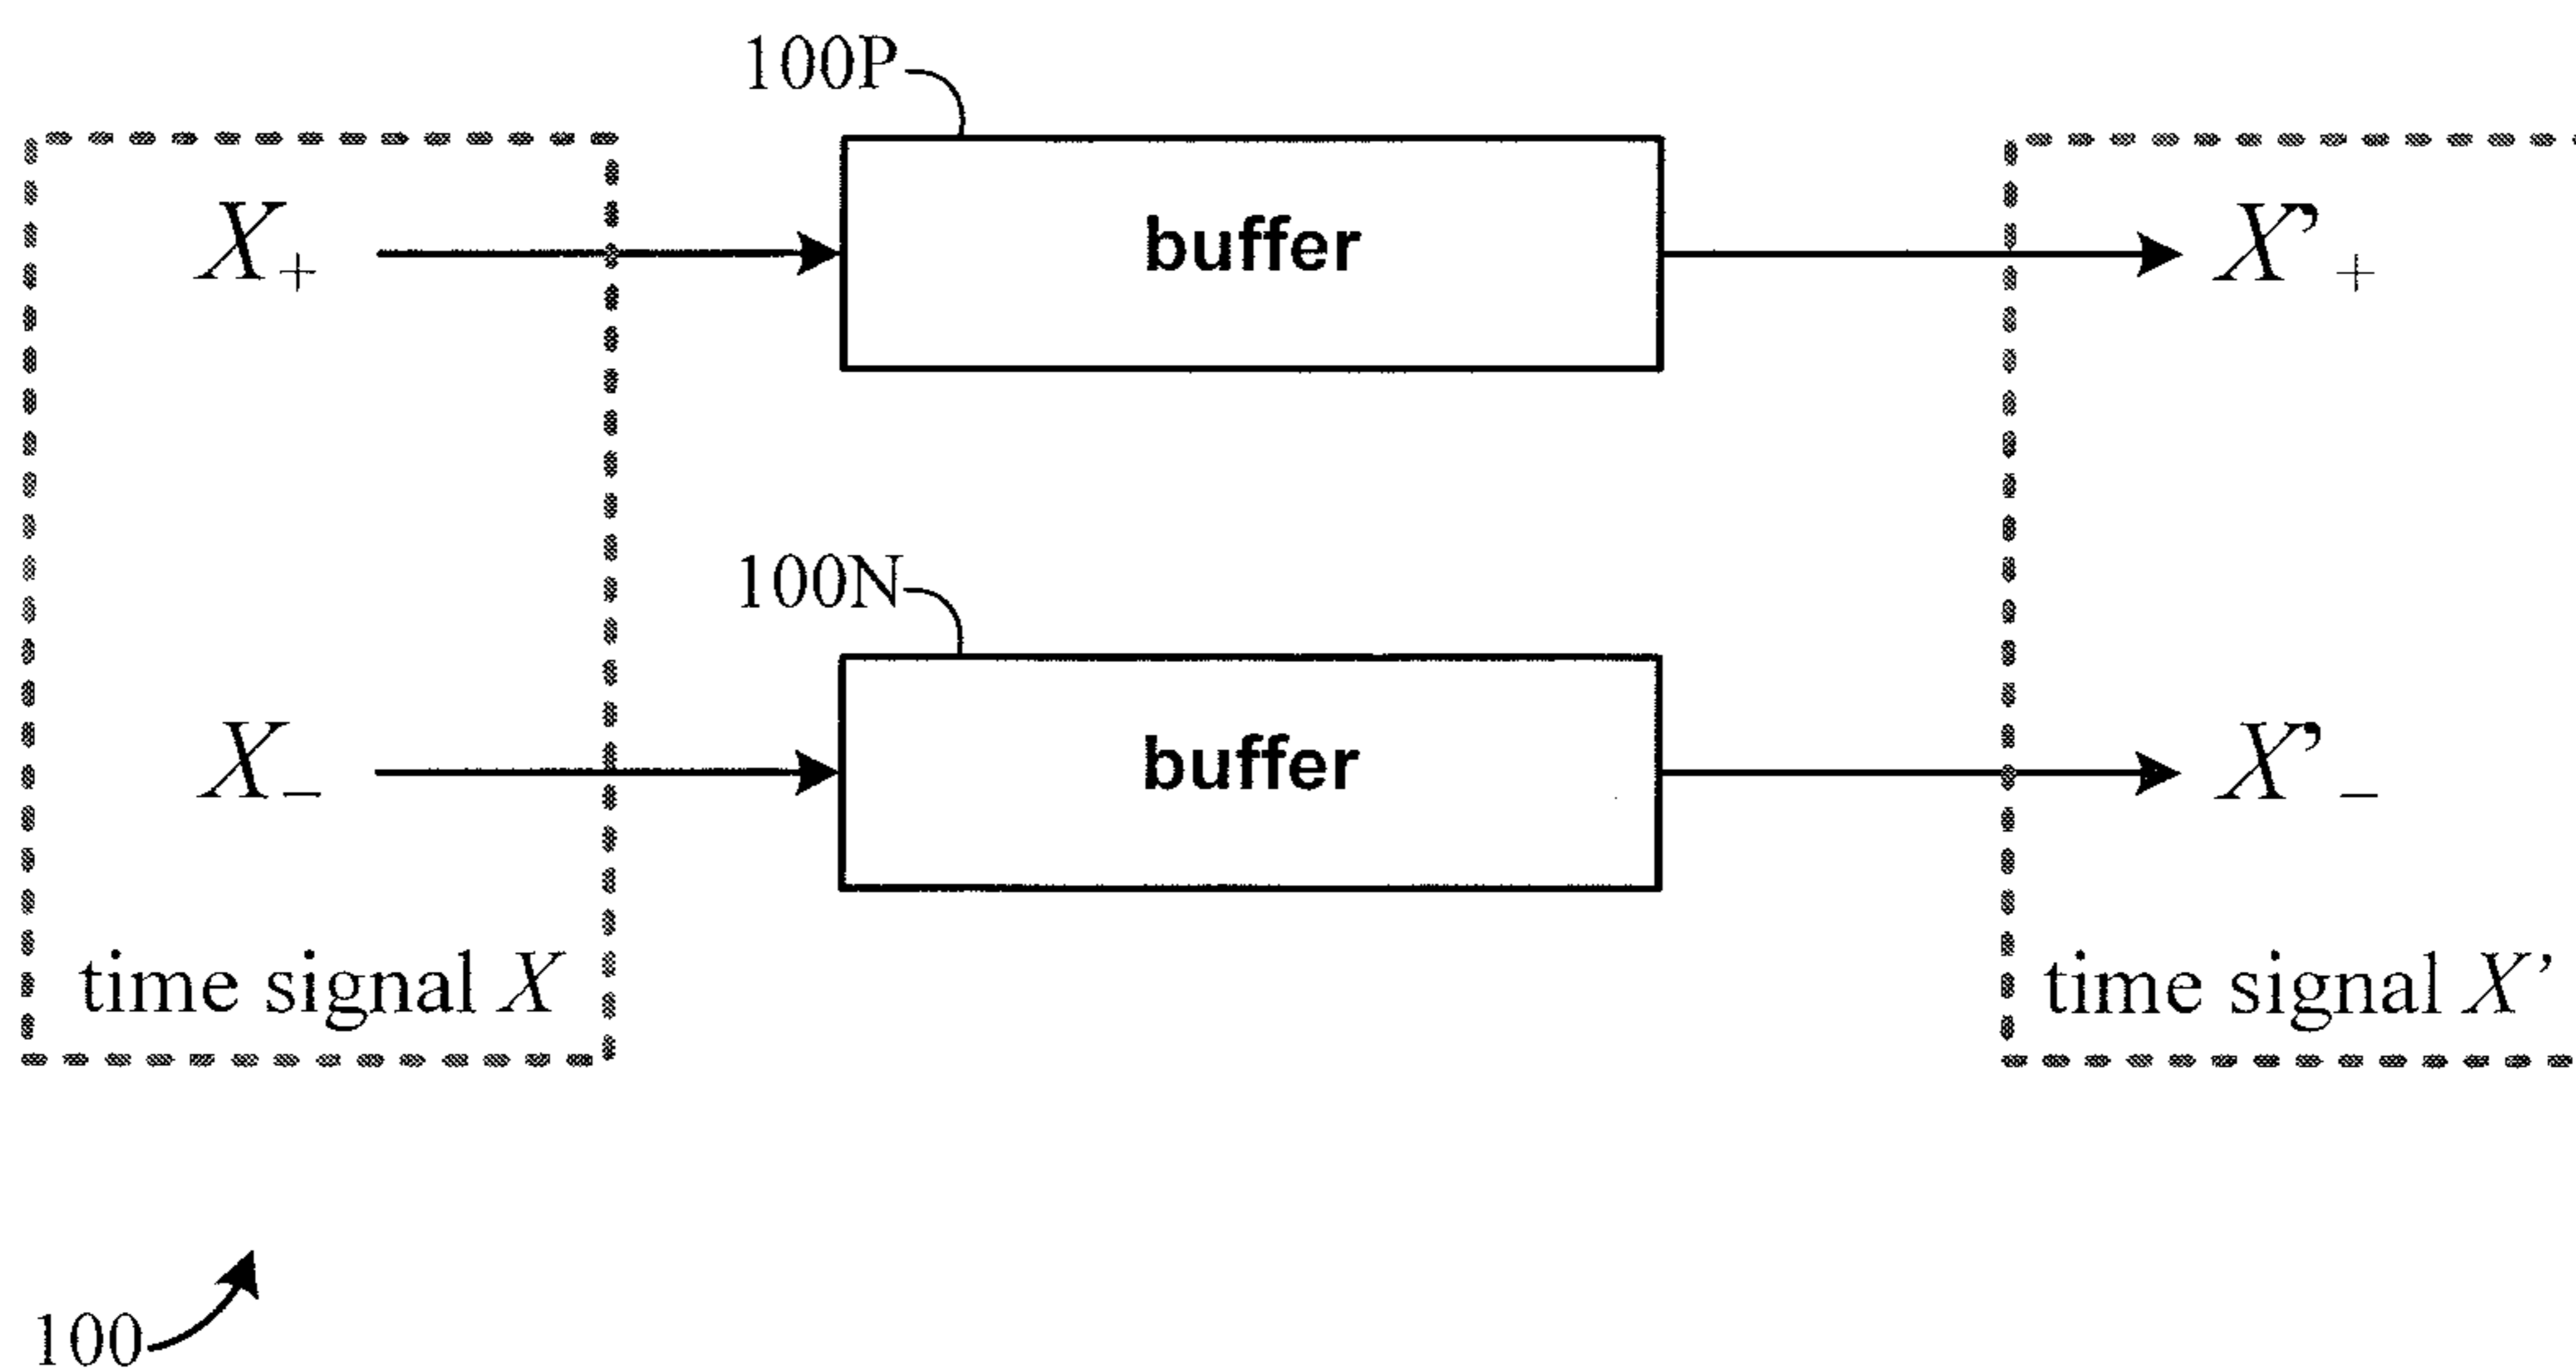 100P
X₊ buffer X’₊
100N
X₋ buffer X’₋
time signal X time signal X’
100